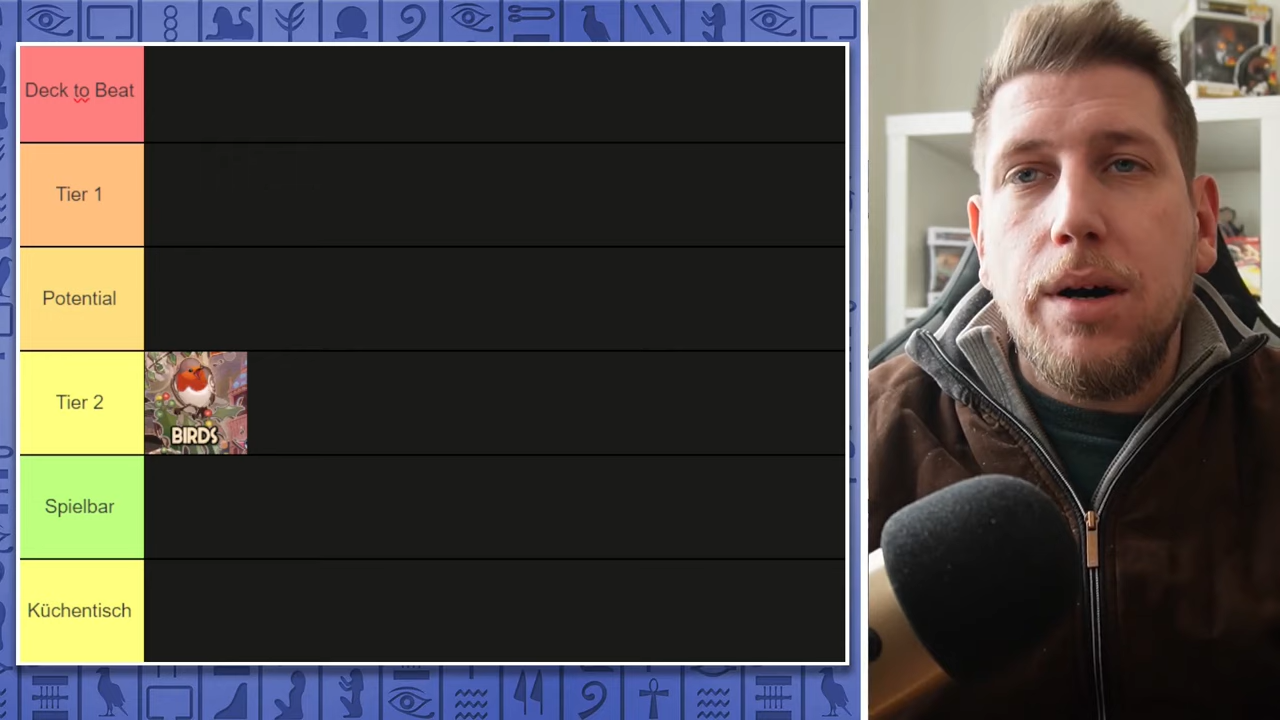 Deck to Beat
Tier 1
Potential
Tier 2
BIRDS
Spielbar
Küchentisch